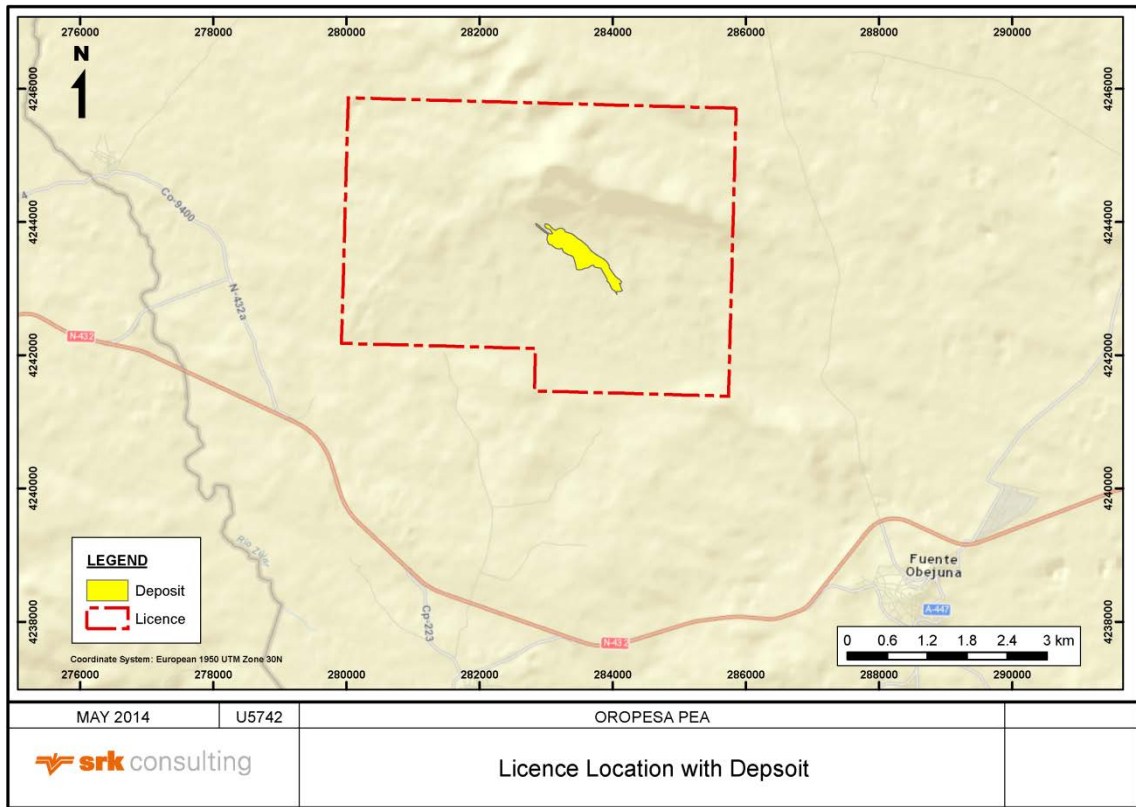 276000 278000 280000 282000 284000 286000 288000 290000
N
4246000 4246000
4244000 4244000
Co-9400
N-432a
N-432
4242000 4242000
4240000 4240000
Río Zújar
Fuente
Obejuna
A-447
4238000 4238000
Cp-223
N-432
LEGEND
Deposit
Licence
Coordinate System: European 1950 UTM Zone 30N
0 0.6 1.2 1.8 2.4 3 km
276000 278000 280000 282000 284000 286000 288000 290000
MAY 2014 U5742 OROPESA PEA
srk consulting
Licence Location with Depsoit